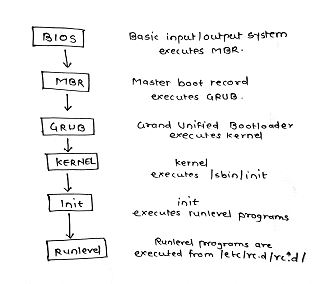 BIOS
Basic input/output system
executes MBR.
MBR
Master boot record
executes GRUB.
GRUB
Grand Unified Bootloader
executes kernel
KERNEL
kernel
executes /sbin/init
Init
init
executes runlevel programs
Runlevel
Runlevel programs are
executed from /etc/rc.d/rc*.d/